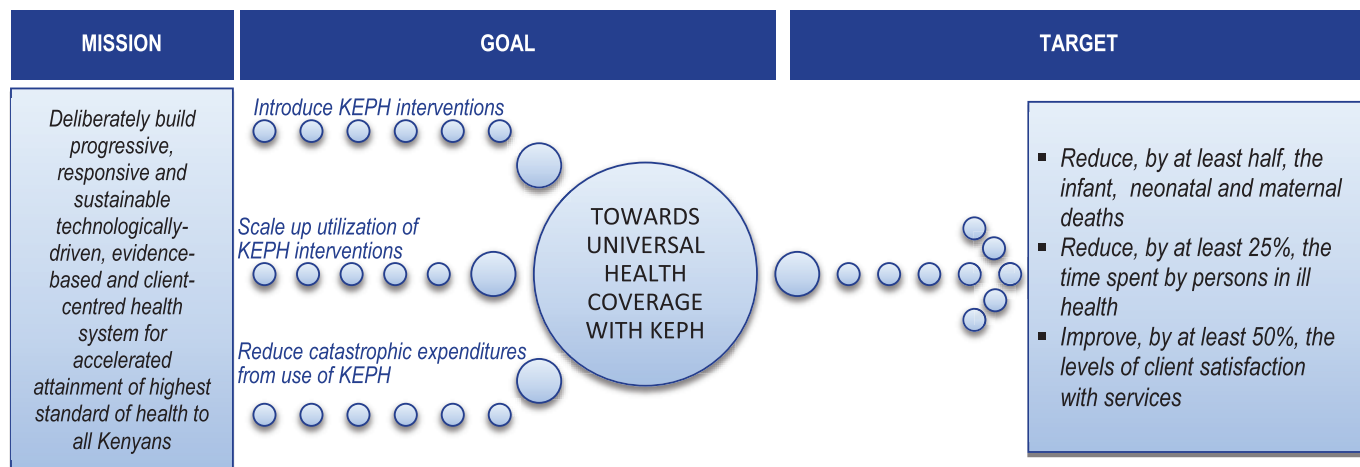 MISSION
GOAL
TARGET
Deliberately build
progressive,
responsive and
sustainable
technologically-
driven, evidence-
based and client-
centred health
system for
accelerated
attainment of highest
standard of health to
all Kenyans
Introduce KEPH interventions
Scale up utilization of
KEPH interventions
Reduce catastrophic expenditures
from use of KEPH
TOWARDS
UNIVERSAL
HEALTH
COVERAGE
WITH KEPH
▪ Reduce, by at least half, the
infant, neonatal and maternal
deaths
▪ Reduce, by at least 25%, the
time spent by persons in ill
health
▪ Improve, by at least 50%, the
levels of client satisfaction
with services